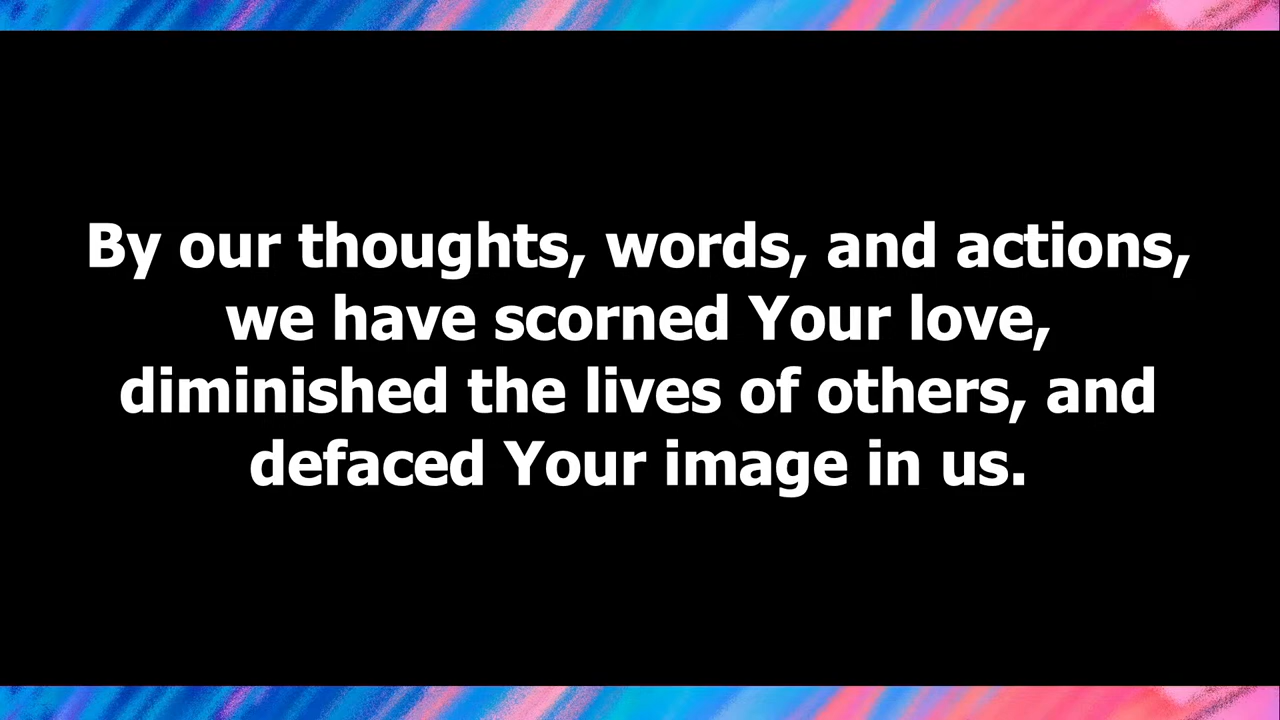 By our thoughts, words, and actions,
we have scorned Your love,
diminished the lives of others, and
defaced Your image in us.